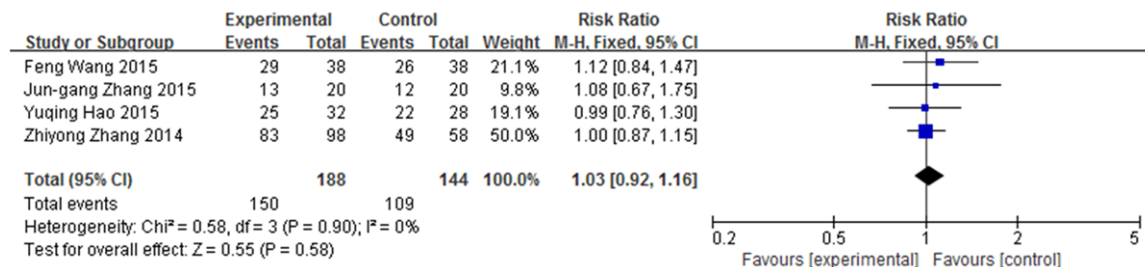 Experimental Control Risk Ratio Risk Ratio
Study or Subgroup Events Total Events Total Weight M-H, Fixed, 95% CI M-H, Fixed, 95% CI
Feng Wang 2015 29 38 26 38 21.1% 1.12 [0.84, 1.47]
Jun-gang Zhang 2015 13 20 12 20 9.8% 1.08 [0.67, 1.75]
Yuqing Hao 2015 25 32 22 28 19.1% 0.99 [0.76, 1.30]
Zhiyong Zhang 2014 83 98 49 58 50.0% 1.00 [0.87, 1.15]
Total (95% CI) 188 144 100.0% 1.03 [0.92, 1.16]
Total events 150 109
Heterogeneity: Chi² = 0.58, df = 3 (P = 0.90); I² = 0%
Test for overall effect: Z = 0.55 (P = 0.58)
0.2 0.5 1 2 5
Favours [experimental] Favours [control]